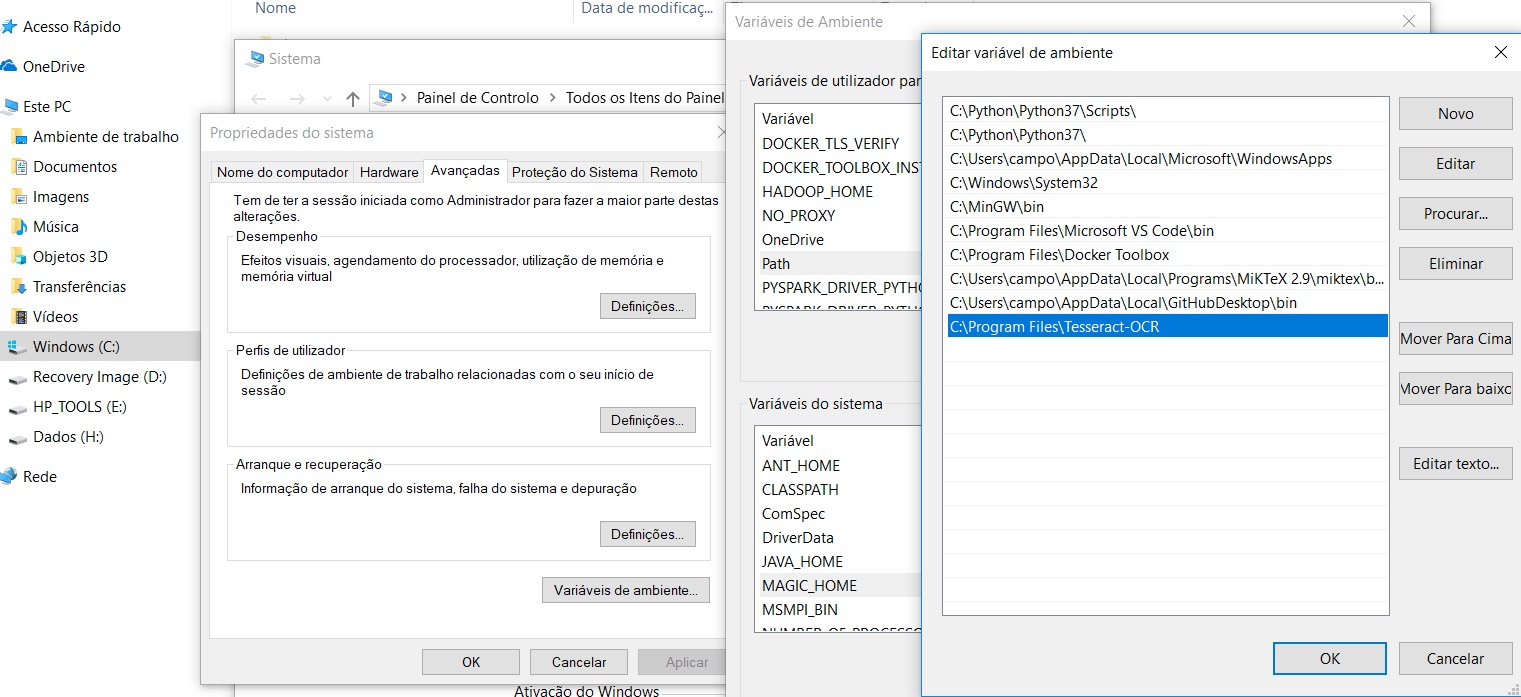 Nome
Data de modificaç...
Acesso Rápido
OneDrive
Este PC
Ambiente de trabalho
Documentos
Imagens
Música
Objetos 3D
Transferências
Vídeos
Windows (C:)
Recovery Image (D:)
HP_TOOLS (E:)
Dados (H:)
Rede
Sistema
Painel de Controlo
Todos os Itens do Painel
Propriedades do sistema
Nome do computador
Hardware
Avançadas
Proteção do Sistema
Remoto
Tem de ter a sessão iniciada como Administrador para fazer a maior parte destas
alterações.
Desempenho
Efeitos visuais, agendamento do processador, utilização de memória e
memória virtual
Definições...
Perfis de utilizador
Definições de ambiente de trabalho relacionadas com o seu início de
sessão
Definições...
Arranque e recuperação
Informação de arranque do sistema, falha do sistema e depuração
Definições...
Variáveis de ambiente...
OK
Cancelar
Aplicar
Ativação do Windows
Variáveis de Ambiente
Variáveis de utilizador par
Variável
DOCKER_TLS_VERIFY
DOCKER_TOOLBOX_INST
HADOOP_HOME
NO_PROXY
OneDrive
Path
PYSPARK_DRIVER_PYTHO
PYSPARK_DRIVER_PYTHO
Variáveis do sistema
Variável
ANT_HOME
CLASSPATH
ComSpec
DriverData
JAVA_HOME
MAGIC_HOME
MSMPI_BIN
NUMBER_OF_PROCESSO
Editar variável de ambiente
C:\Python\Python37\Scripts\
C:\Python\Python37\
C:\Users\campo\AppData\Local\Microsoft\WindowsApps
C:\Windows\System32
C:\MinGW\bin
C:\Program Files\Microsoft VS Code\bin
C:\Program Files\Docker Toolbox
C:\Users\campo\AppData\Local\Programs\MiKTeX 2.9\miktex\b...
C:\Users\campo\AppData\Local\GitHubDesktop\bin
C:\Program Files\Tesseract-OCR
Novo
Editar
Procurar...
Eliminar
Mover Para Cima
Mover Para baixo
Editar texto...
OK
Cancelar